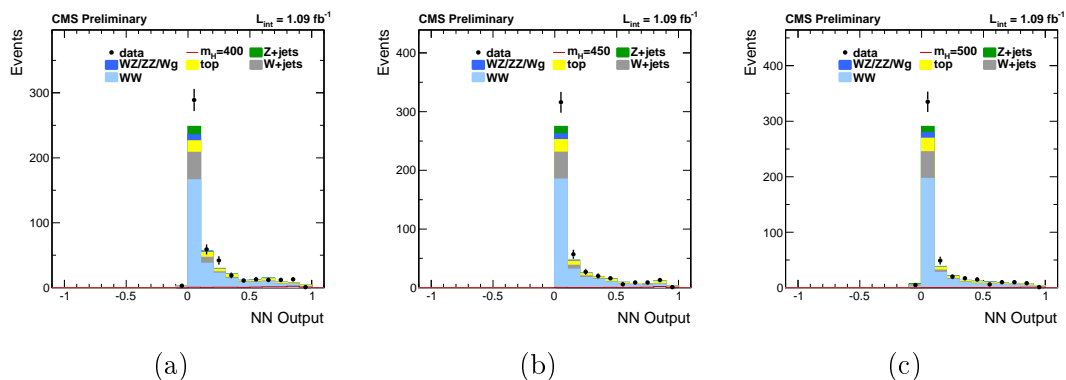 CMS Preliminary L_int = 1.09 fb⁻¹
Events
data m_H=400 Z+jets
WZ/ZZ/Wg top W+jets
WW
300
200
100
0
-1 -0.5 0 0.5 1
NN Output
(a)
CMS Preliminary L_int = 1.09 fb⁻¹
Events
data m_H=450 Z+jets
WZ/ZZ/Wg top W+jets
WW
400
300
200
100
0
-1 -0.5 0 0.5 1
NN Output
(b)
CMS Preliminary L_int = 1.09 fb⁻¹
Events
data m_H=500 Z+jets
WZ/ZZ/Wg top W+jets
WW
400
300
200
100
0
-1 -0.5 0 0.5 1
NN Output
(c)